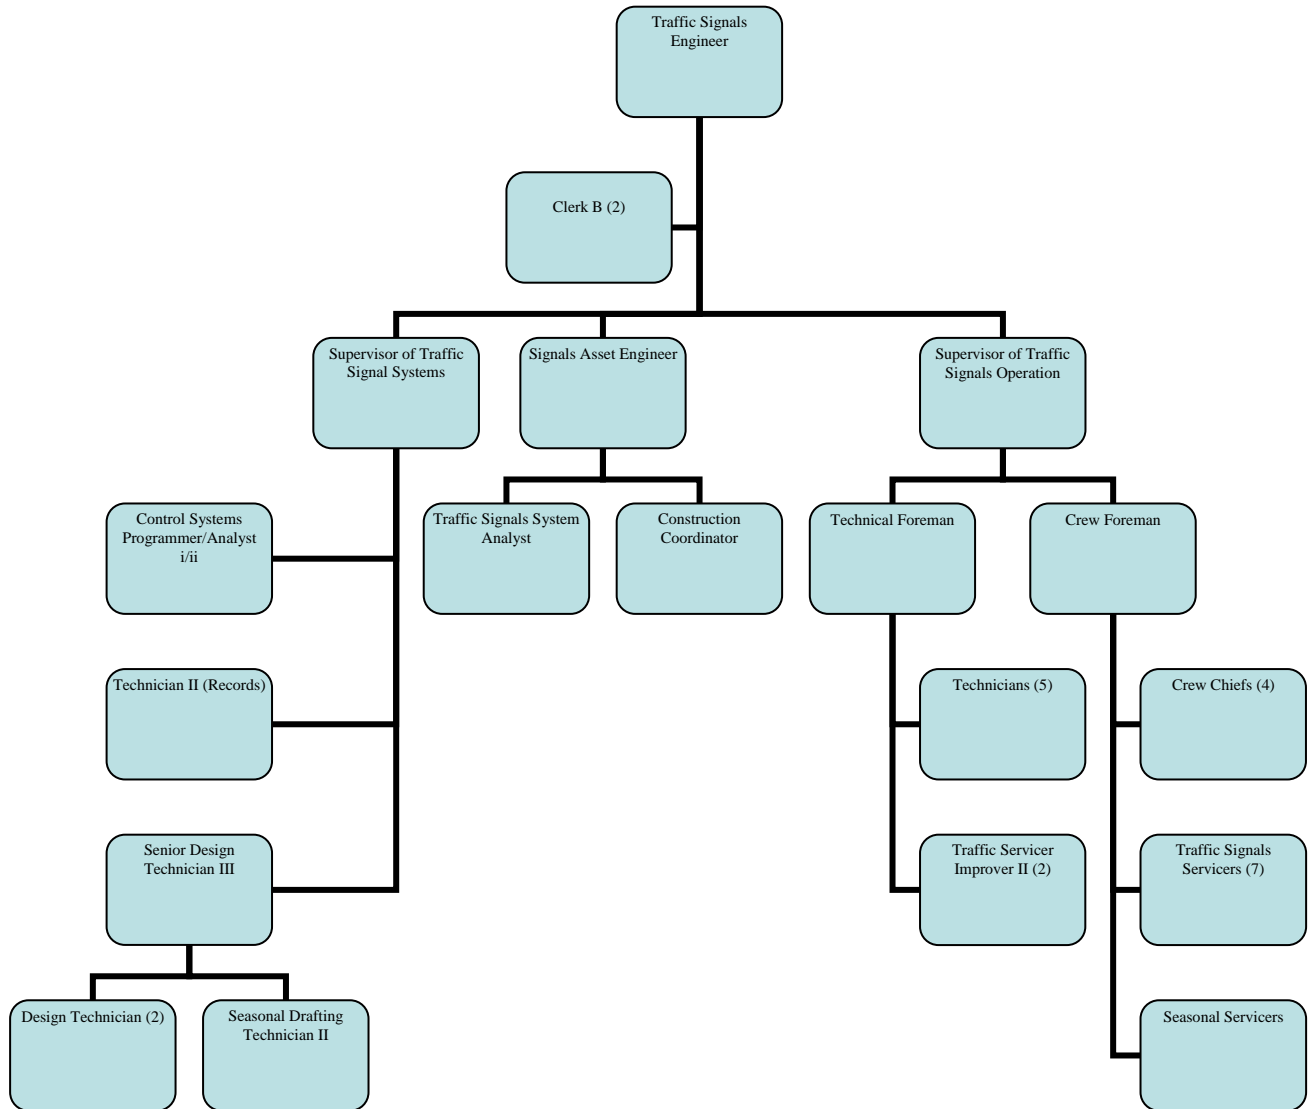 Traffic Signals
Engineer
Clerk B (2)
Supervisor of Traffic
Signal Systems
Signals Asset Engineer
Supervisor of Traffic
Signals Operation
Control Systems
Programmer/Analyst
i/ii
Traffic Signals System
Analyst
Construction
Coordinator
Technical Foreman
Crew Foreman
Technician II (Records)
Technicians (5)
Crew Chiefs (4)
Senior Design
Technician III
Traffic Servicer
Improver II (2)
Traffic Signals
Servicers (7)
Design Technician (2)
Seasonal Drafting
Technician II
Seasonal Servicers